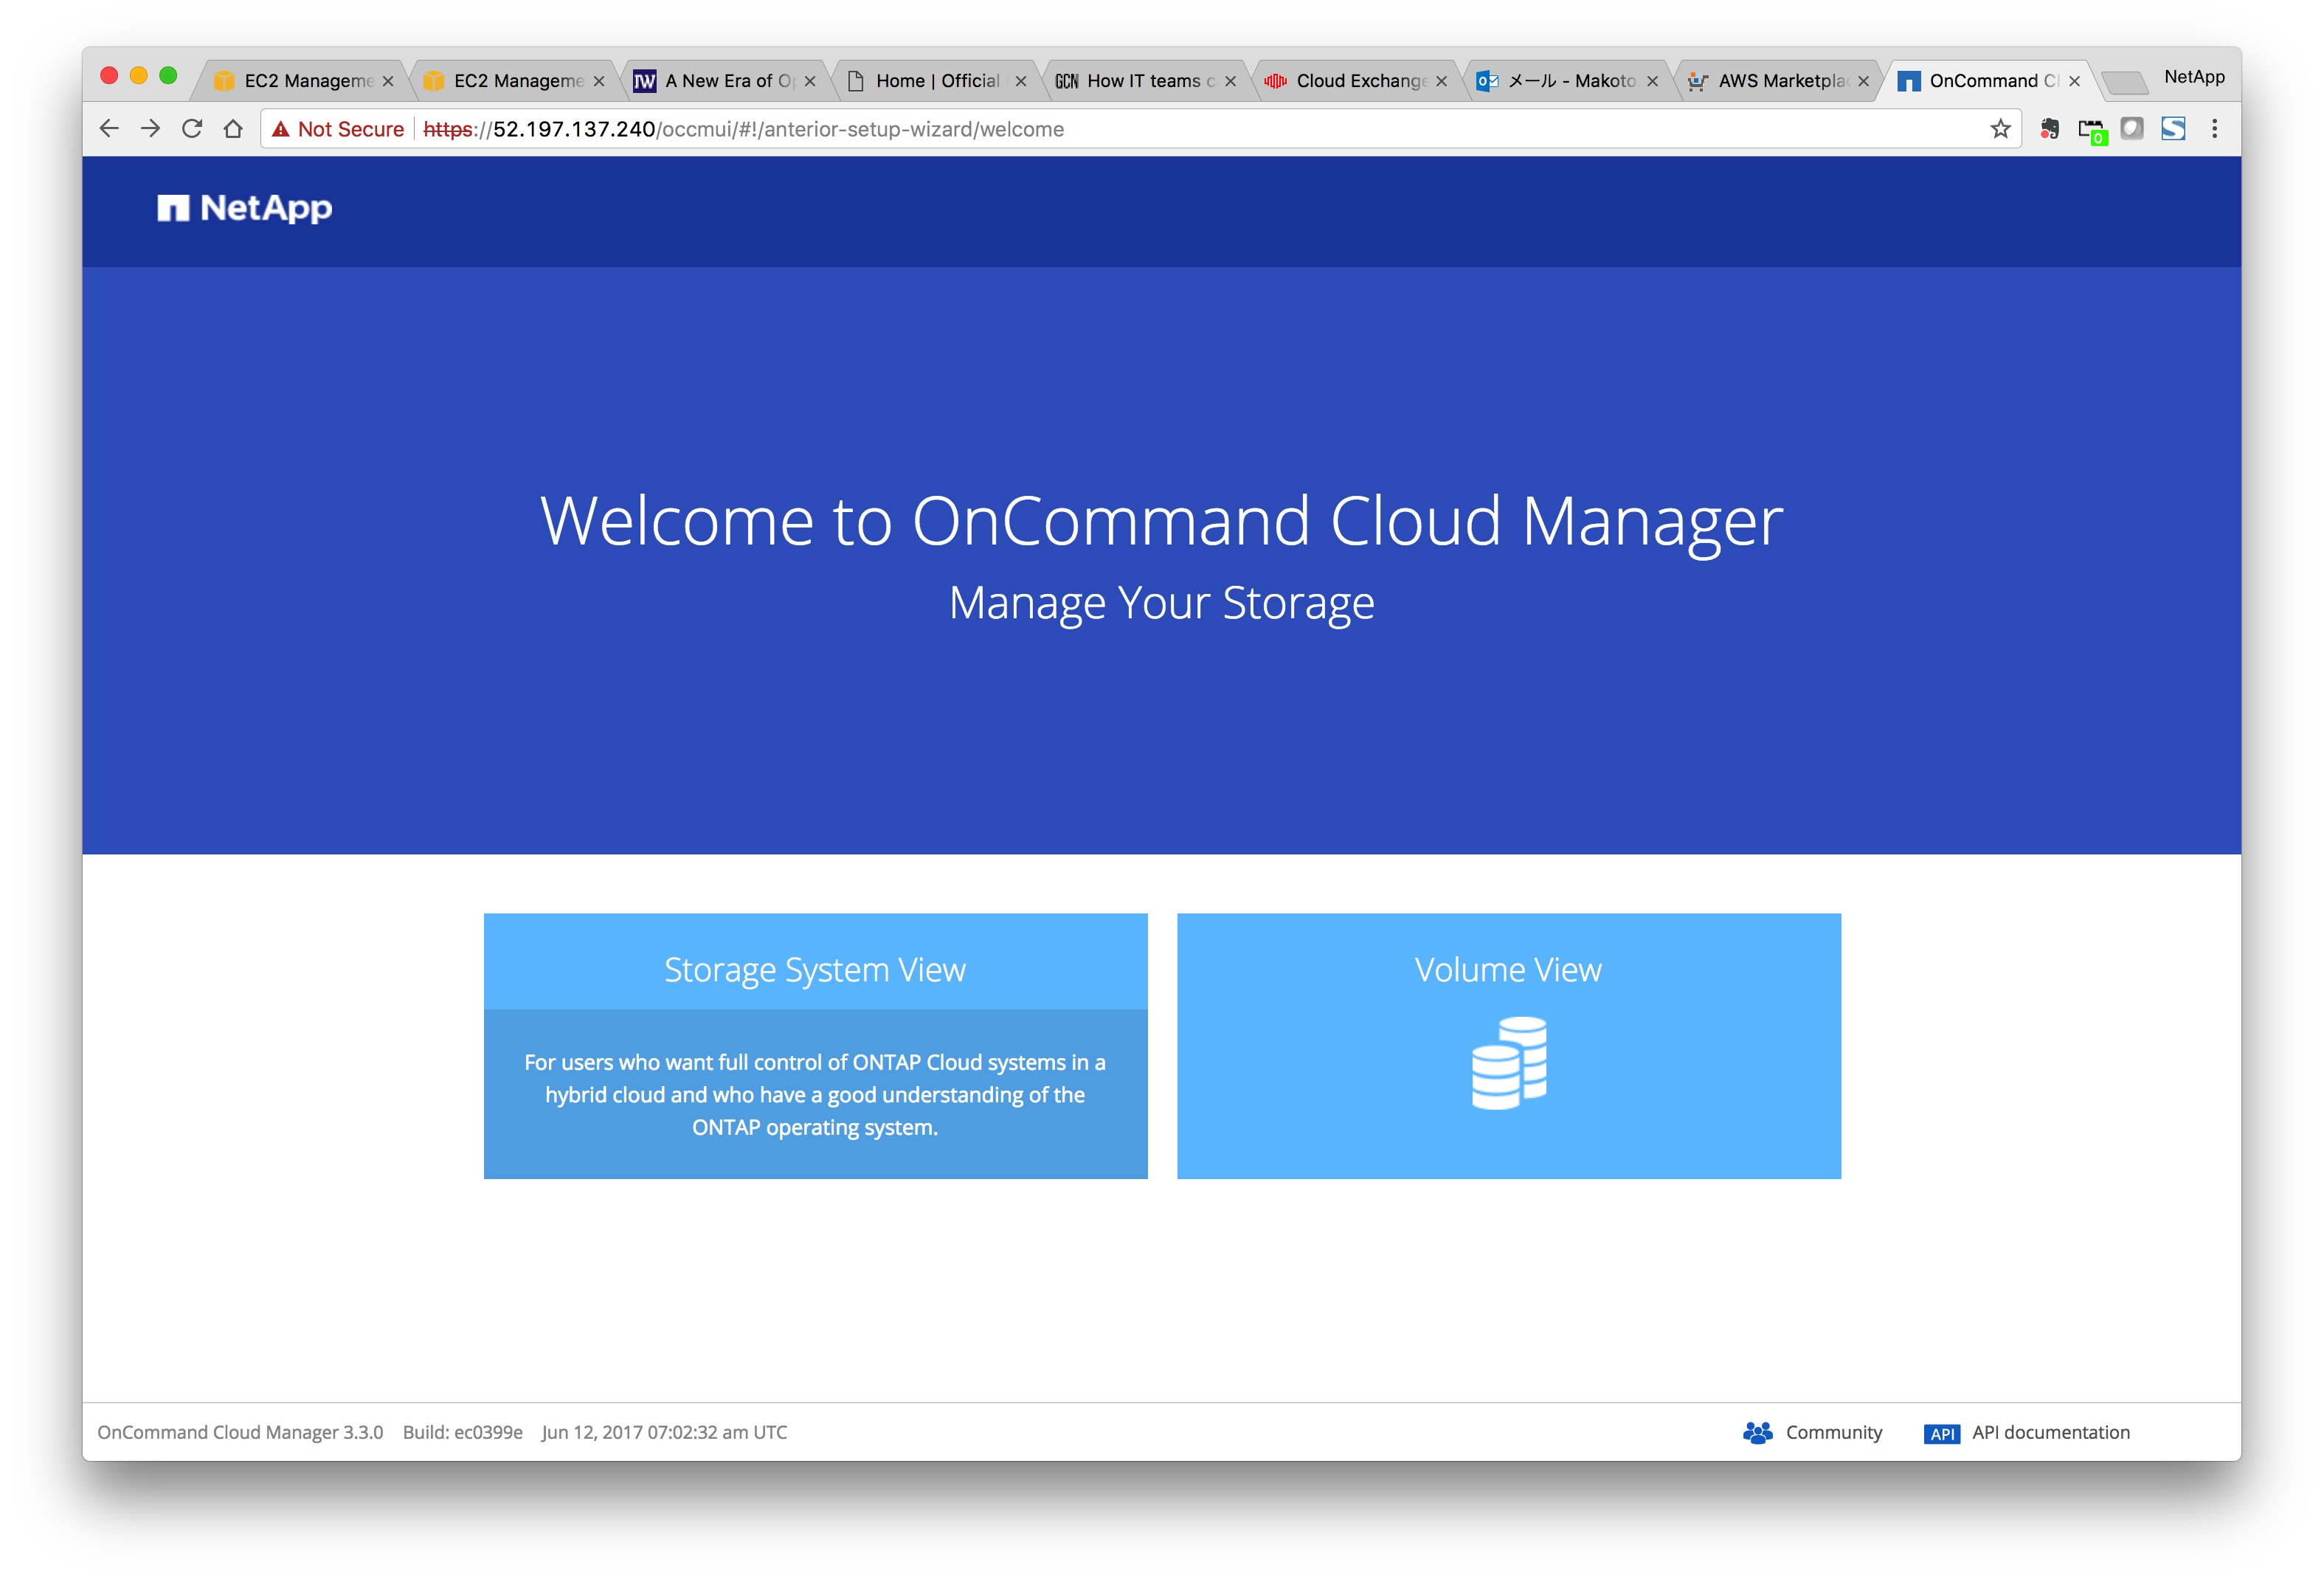 EC2 Manageme
EC2 Manageme
IW A New Era of O
Home | Official
GCN How IT teams c
Cloud Exchange
メール - Makoto
AWS Marketplac
OnCommand Cl
NetApp
Not Secure https://52.197.137.240/occmui/#!/anterior-setup-wizard/welcome
0
NetApp
Welcome to OnCommand Cloud Manager
Manage Your Storage
Storage System View
For users who want full control of ONTAP Cloud systems in a
hybrid cloud and who have a good understanding of the
ONTAP operating system.
Volume View
OnCommand Cloud Manager 3.3.0 Build: ec0399e Jun 12, 2017 07:02:32 am UTC
Community
API API documentation